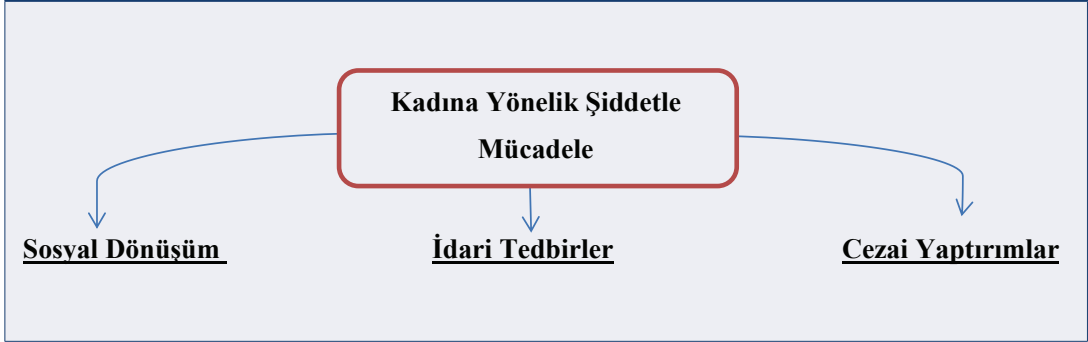 Kadına Yönelik Şiddetle
Mücadele
Sosyal Dönüşüm
İdari Tedbirler
Cezai Yaptırımlar